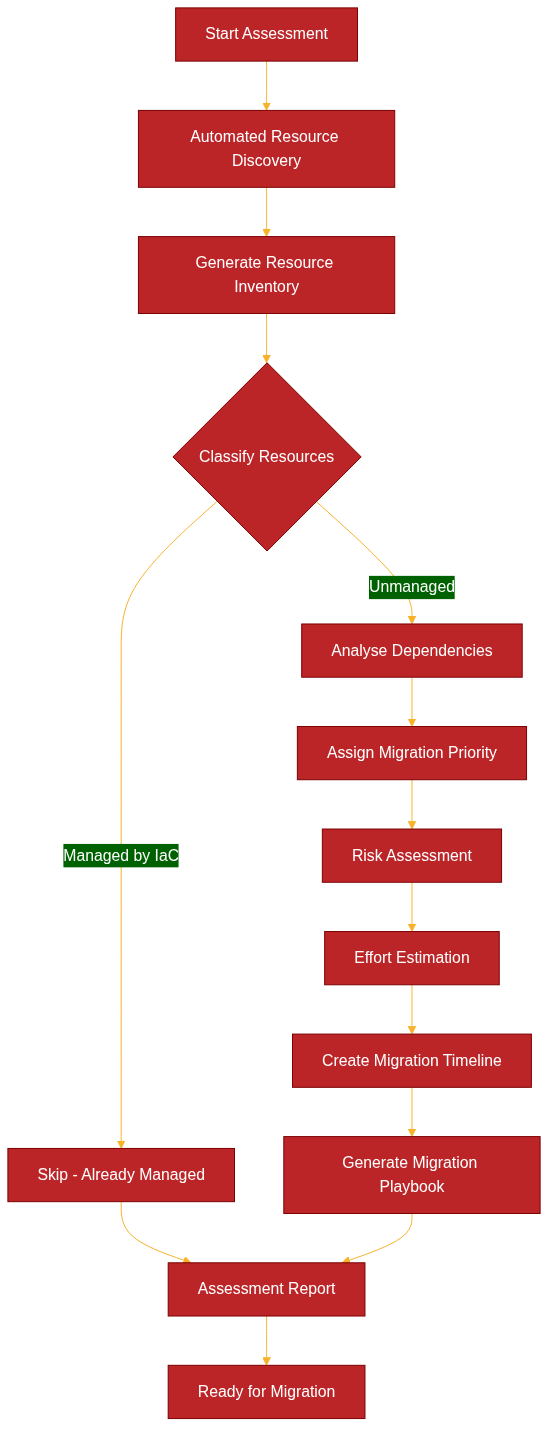 Start Assessment
Automated Resource
Discovery
Generate Resource
Inventory
Classify Resources
Unmanaged
Analyse Dependencies
Assign Migration Priority
Managed by IaC
Risk Assessment
Effort Estimation
Create Migration Timeline
Skip - Already Managed
Generate Migration
Playbook
Assessment Report
Ready for Migration